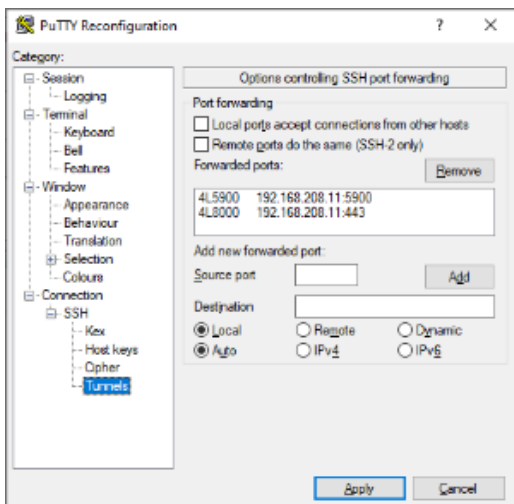 PuTTY Reconfiguration
? ×
Category:
Session
Logging
Terminal
Keyboard
Bell
Features
Window
Appearance
Behaviour
Translation
Selection
Colours
Connection
SSH
Kex
Host keys
Cipher
Tunnels
Options controlling SSH port forwarding
Port forwarding
Local ports accept connections from other hosts
Remote ports do the same (SSH-2 only)
Forwarded ports:
Remove
4L5900 192.168.208.11:5900
4L8000 192.168.208.11:443
Add new forwarded port:
Source port
Add
Destination
Local Remote Dynamic
Auto IPv4 IPv6
Apply Cancel